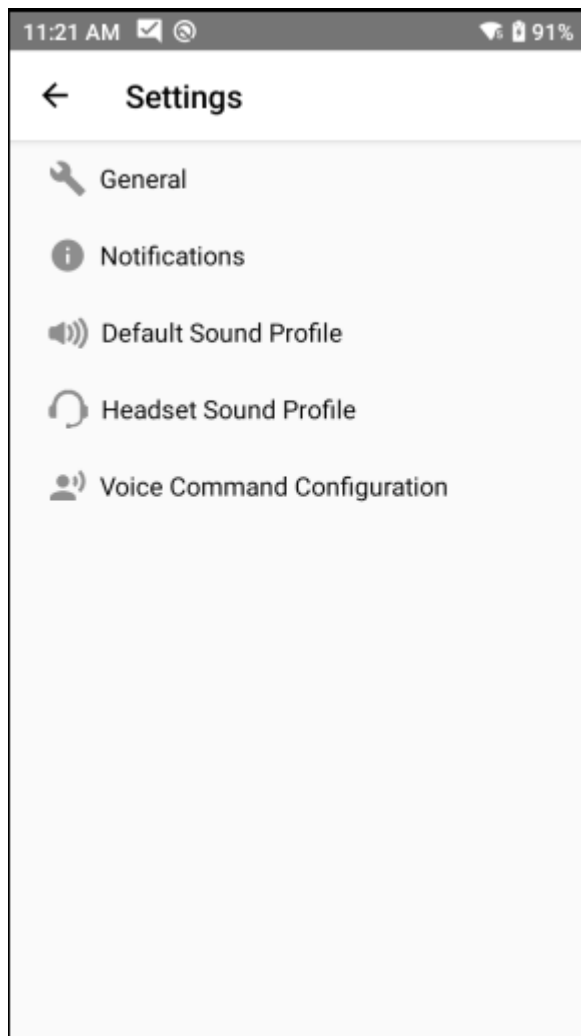 11:21 AM 91%
Settings
General
Notifications
Default Sound Profile
Headset Sound Profile
Voice Command Configuration